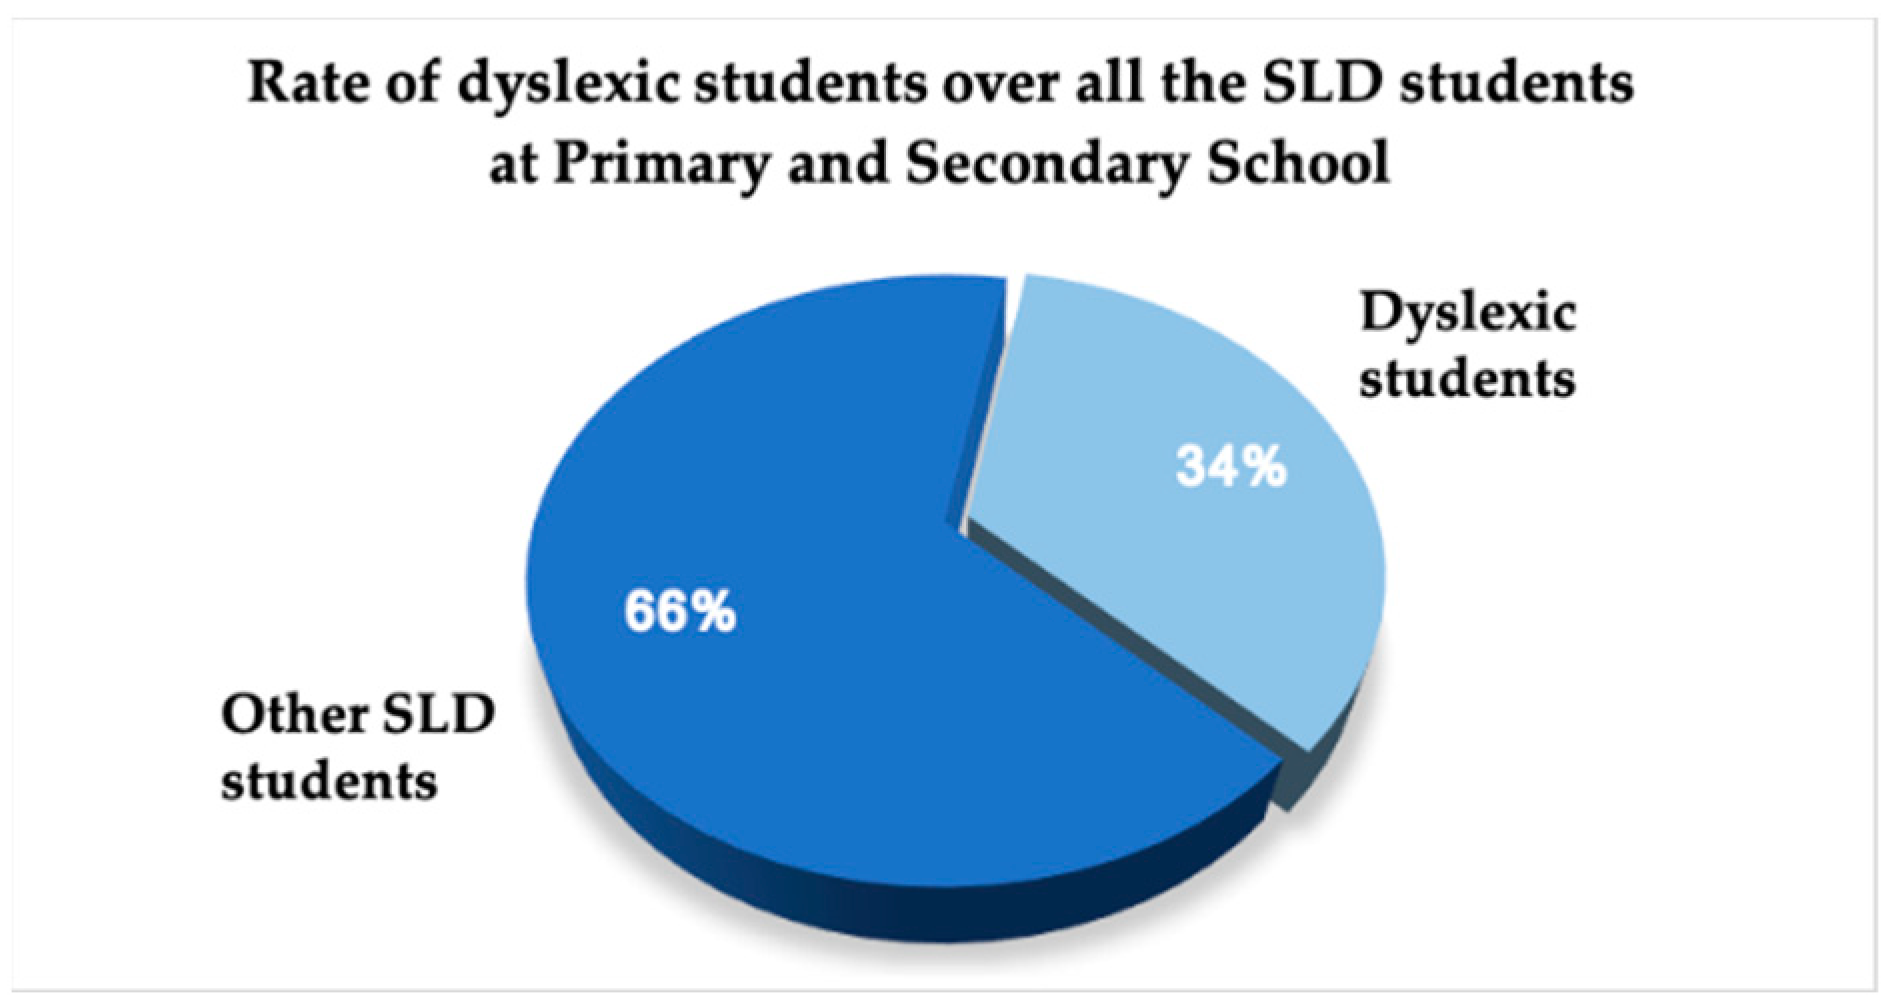 Rate of dyslexic students over all the SLD students
at Primary and Secondary School
Dyslexic
students
34%
66%
Other SLD
students